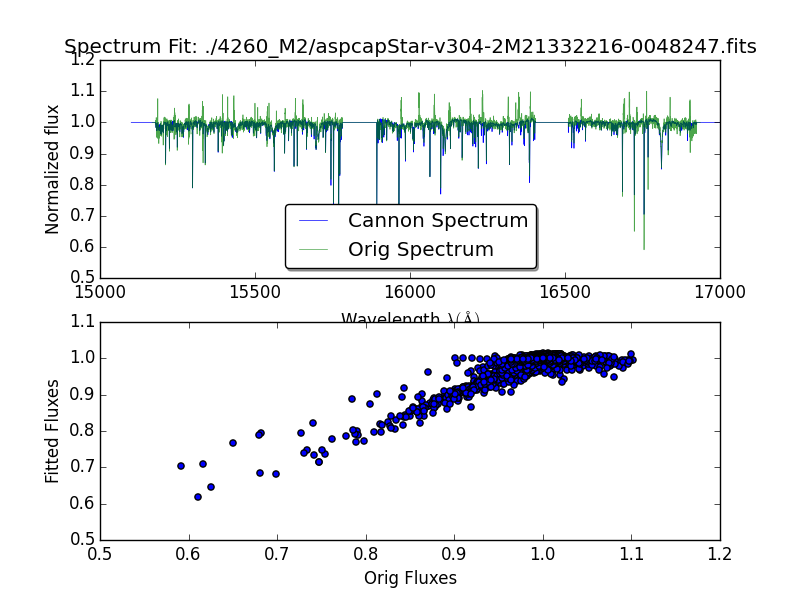 Spectrum Fit: ./4260_M2/aspcapStar-v304-2M21332216-0048247.fits
1.2
1.1
1.0
0.9
0.8
0.7
0.6
0.5
Normalized flux
Cannon Spectrum
Orig Spectrum
15000 15500 16000 16500 17000
Wavelength λ(Å)
1.1
1.0
0.9
0.8
0.7
0.6
0.5
Fitted Fluxes
0.5 0.6 0.7 0.8 0.9 1.0 1.1 1.2
Orig Fluxes